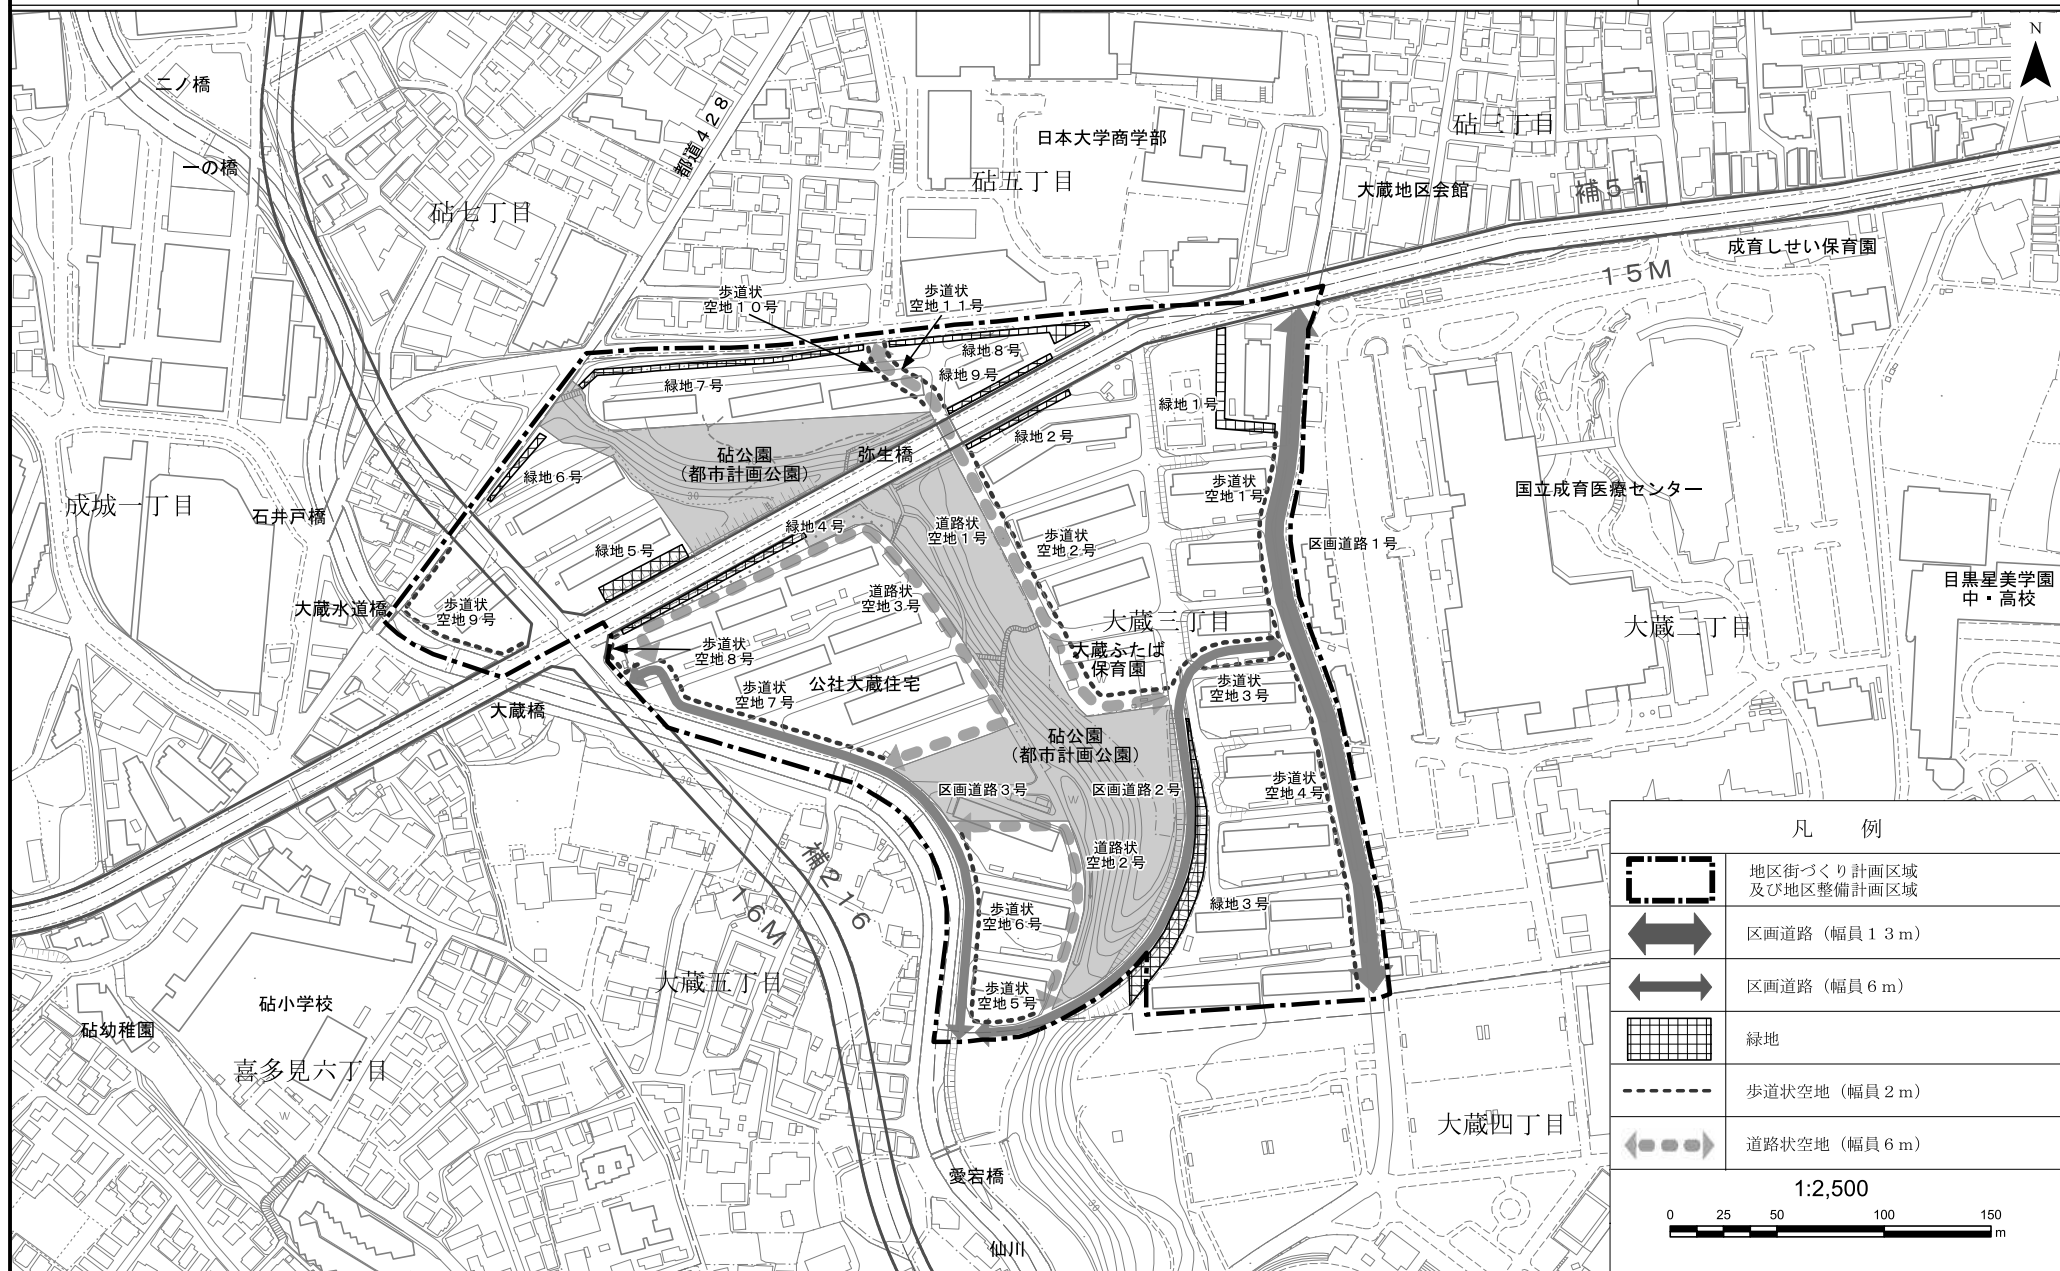 N
二ノ橋
一の橋
都道428
砧七丁目
日本大学商学部
砧五丁目
砧三丁目
大蔵地区会館
補51
15M
成育しせい保育園
歩道状
空地10号
歩道状
空地11号
緑地8号
緑地7号
緑地9号
緑地1号
緑地2号
砧公園
(都市計画公園)
弥生橋
30
緑地6号
成城一丁目
石井戸橋
緑地4号
緑地5号
道路状
空地1号
歩道状
空地2号
歩道状
空地1号
国立成育医療センター
区画道路1号
道路状
空地3号
目黒星美学園
中・高校
大蔵水道橋
歩道状
空地9号
大蔵三丁目
大蔵二丁目
歩道状
空地8号
大蔵ふたば
保育園
W
公社大蔵住宅
歩道状
空地7号
歩道状
空地3号
大蔵橋
砧公園
(都市計画公園)
区画道路3号
区画道路2号
W
歩道状
空地4号
道路状
空地2号
補216
16M
歩道状
空地6号
緑地3号
大蔵五丁目
歩道状
空地5号
砧小学校
砧幼稚園
喜多見六丁目
W
大蔵四丁目
愛宕橋
仙川
凡 例
地区街づくり計画区域
及び地区整備計画区域
区画道路(幅員13m)
区画道路(幅員6m)
緑地
歩道状空地(幅員2m)
道路状空地(幅員6m)
1:2,500
0 25 50 100 150
m